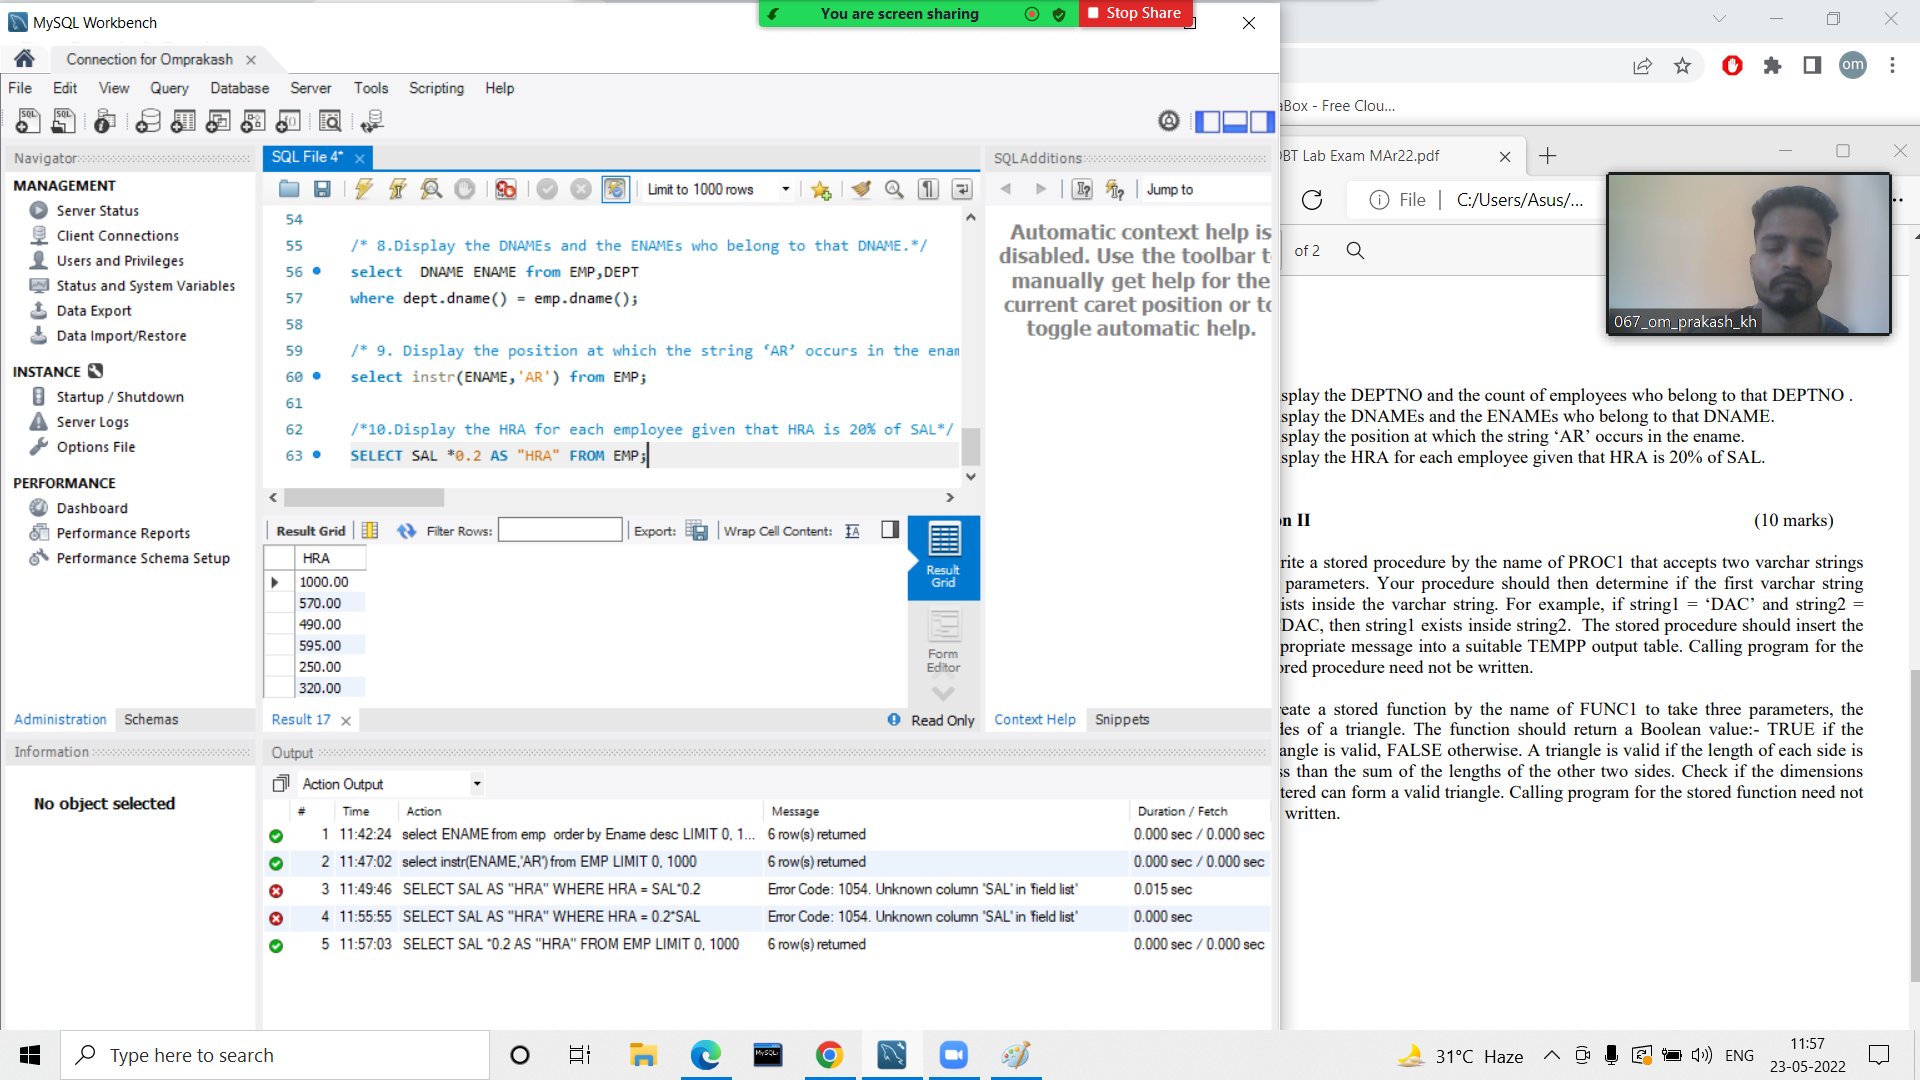 MySQL Workbench
You are screen sharing
Stop Share
Connection for Omprakash
File Edit View Query Database Server Tools Scripting Help
Navigator
MANAGEMENT
Server Status
Client Connections
Users and Privileges
Status and System Variables
Data Export
Data Import/Restore
INSTANCE
Startup / Shutdown
Server Logs
Options File
PERFORMANCE
Dashboard
Performance Reports
Performance Schema Setup
Administration Schemas
Information
No object selected
SQL File 4*
Limit to 1000 rows
54
55 /* 8.Display the DNAMEs and the ENAMEs who belong to that DNAME.*/
56 select DNAME ENAME from EMP,DEPT
57 where dept.dname() = emp.dname();
58
59 /* 9. Display the position at which the string ‘AR’ occurs in the enam
60 select instr(ENAME,'AR') from EMP;
61
62 /*10.Display the HRA for each employee given that HRA is 20% of SAL*/
63 SELECT SAL *0.2 AS "HRA" FROM EMP;
Result Grid Filter Rows: Export: Wrap Cell Content:
HRA
1000.00
570.00
490.00
595.00
250.00
320.00
Result Grid
Form Editor
Result 17
Read Only
SQLAdditions
Jump to
Automatic context help is
disabled. Use the toolbar t
manually get help for the
current caret position or to
toggle automatic help.
Context Help Snippets
Output
Action Output
# Time Action Message Duration / Fetch
1 11:42:24 select ENAME from emp order by Ename desc LIMIT 0, 1... 6 row(s) returned 0.000 sec / 0.000 sec
2 11:47:02 select instr(ENAME,'AR') from EMP LIMIT 0, 1000 6 row(s) returned 0.000 sec / 0.000 sec
3 11:49:46 SELECT SAL AS "HRA" WHERE HRA = SAL*0.2 Error Code: 1054. Unknown column 'SAL' in 'field list' 0.015 sec
4 11:55:55 SELECT SAL AS "HRA" WHERE HRA = 0.2*SAL Error Code: 1054. Unknown column 'SAL' in 'field list' 0.000 sec
5 11:57:03 SELECT SAL *0.2 AS "HRA" FROM EMP LIMIT 0, 1000 6 row(s) returned 0.000 sec / 0.000 sec
om
aBox - Free Clou...
DBT Lab Exam MAr22.pdf
File C:/Users/Asus/...
of 2
067_om_prakash_kh
splay the DEPTNO and the count of employees who belong to that DEPTNO .
splay the DNAMEs and the ENAMEs who belong to that DNAME.
splay the position at which the string ‘AR’ occurs in the ename.
splay the HRA for each employee given that HRA is 20% of SAL.
n II (10 marks)
rite a stored procedure by the name of PROC1 that accepts two varchar strings
parameters. Your procedure should then determine if the first varchar string
ists inside the varchar string. For example, if string1 = ‘DAC’ and string2 =
DAC, then string1 exists inside string2. The stored procedure should insert the
propriate message into a suitable TEMPP output table. Calling program for the
ored procedure need not be written.
eate a stored function by the name of FUNC1 to take three parameters, the
les of a triangle. The function should return a Boolean value:- TRUE if the
angle is valid, FALSE otherwise. A triangle is valid if the length of each side is
ss than the sum of the lengths of the other two sides. Check if the dimensions
tered can form a valid triangle. Calling program for the stored function need not
written.
Type here to search
31°C Haze
ENG
11:57
23-05-2022